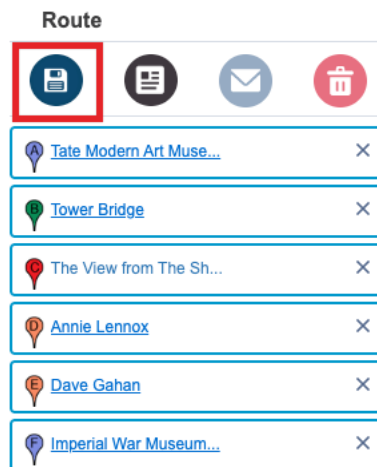 Route
A Tate Modern Art Muse...
B Tower Bridge
C The View from The Sh...
D Annie Lennox
E Dave Gahan
F Imperial War Museum...